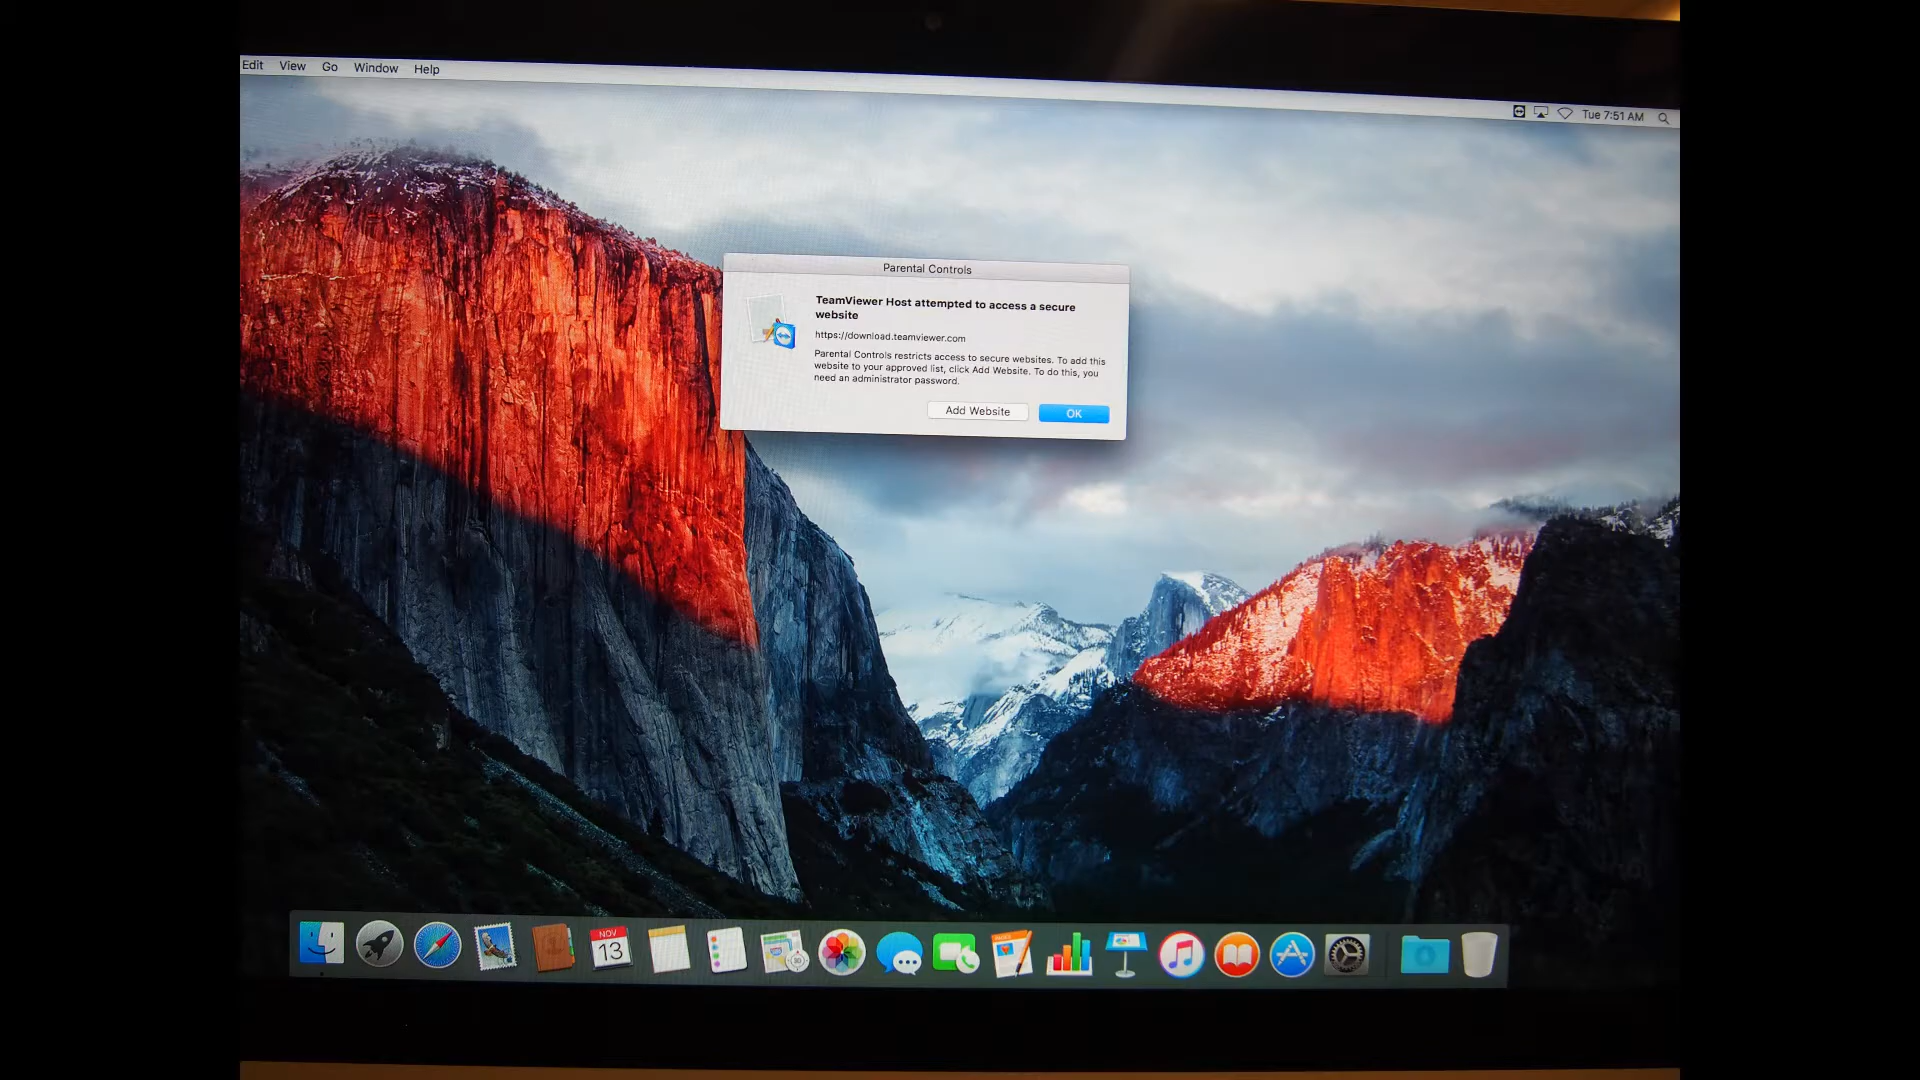 Edit View Go Window Help
Tue 7:51 AM
Parental Controls
TeamViewer Host attempted to access a secure
website
https://download.teamviewer.com
Parental Controls restricts access to secure websites. To add this
website to your approved list, click Add Website. To do this, you
need an administrator password.
Add Website OK
NOV
13